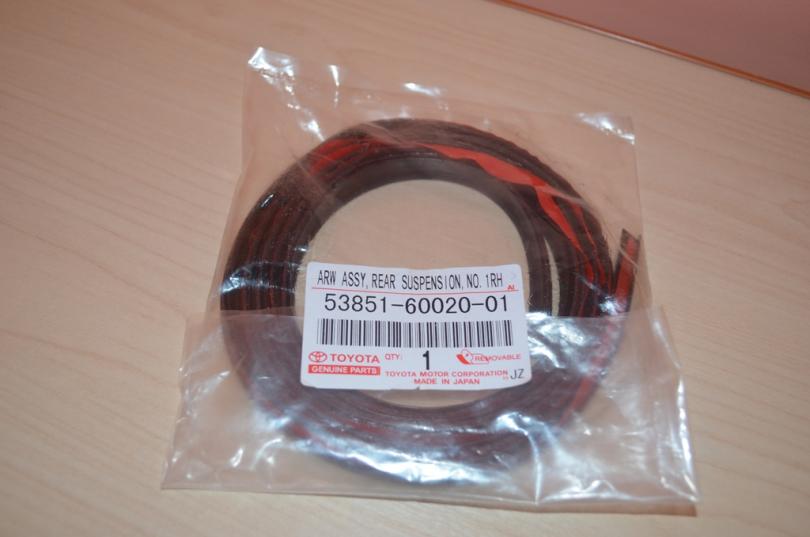 ARW ASSY, REAR SUSPENSION, NO. 1RH
AI
53851-60020-01
TOYOTA QTY: 1 REMOVABLE
GENUINE PARTS TOYOTA MOTOR CORPORATION
MADE IN JAPAN JZ